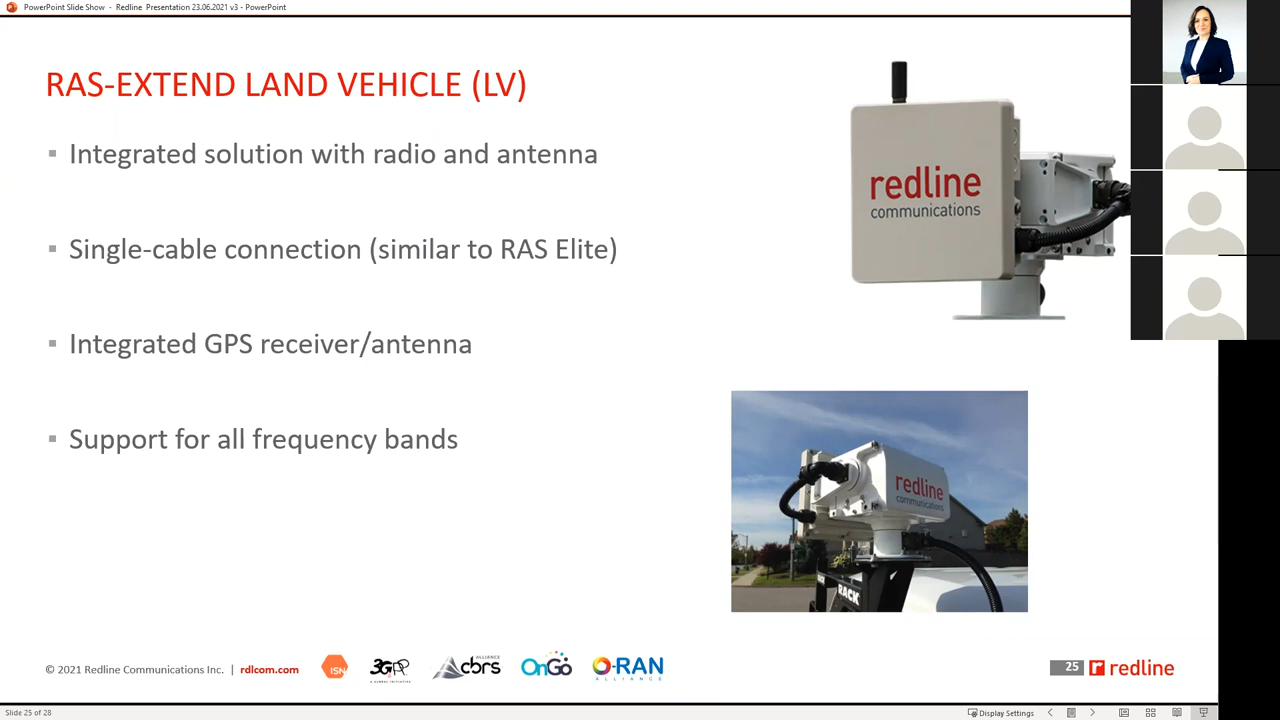 PowerPoint Slide Show - Redline Presentation 23.06.2021 v3 - PowerPoint
RAS-EXTEND LAND VEHICLE (LV)
▪ Integrated solution with radio and antenna
▪ Single-cable connection (similar to RAS Elite)
▪ Integrated GPS receiver/antenna
▪ Support for all frequency bands
redline
communications
redline
communications
RACK
© 2021 Redline Communications Inc. | rdlcom.com
ISN
3GPP
A GLOBAL INITIATIVE
cbrs
ALLIANCE
OnGo
O-RAN
ALLIANCE
25
redline
Slide 25 of 28
Display Settings